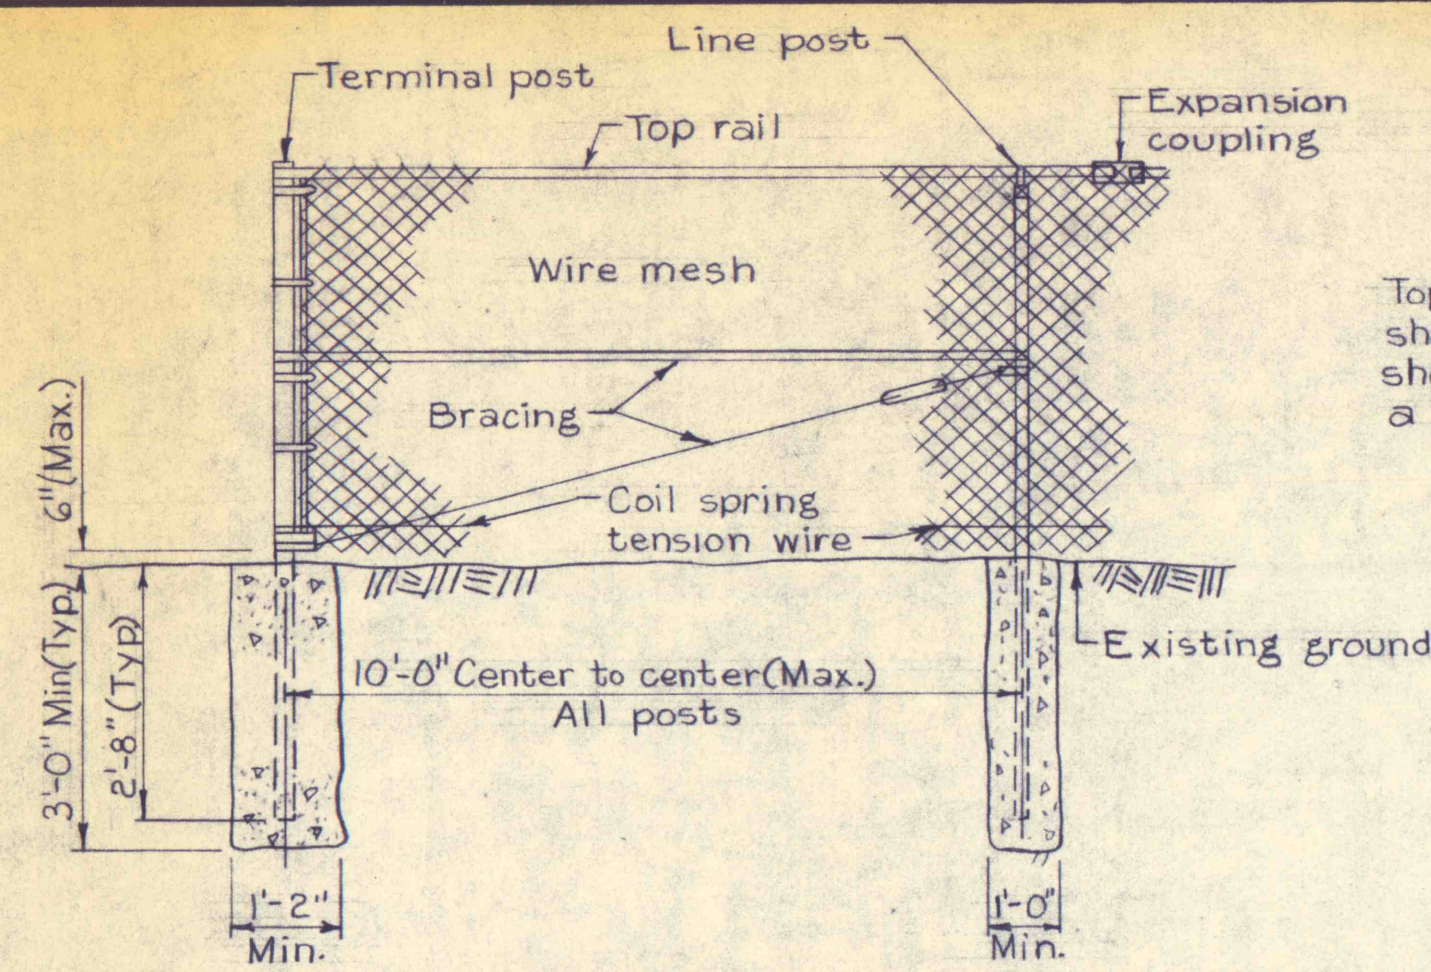 Line post
Terminal post
Top rail
Expansion
coupling
Wire mesh
Bracing
6"(Max.)
Coil spring
tension wire
3'-0" Min(Typ)
2'-8" (Typ)
Existing ground
10'-0" Center to center(Max.)
All posts
1'-2"
Min.
1'-0"
Min.
a